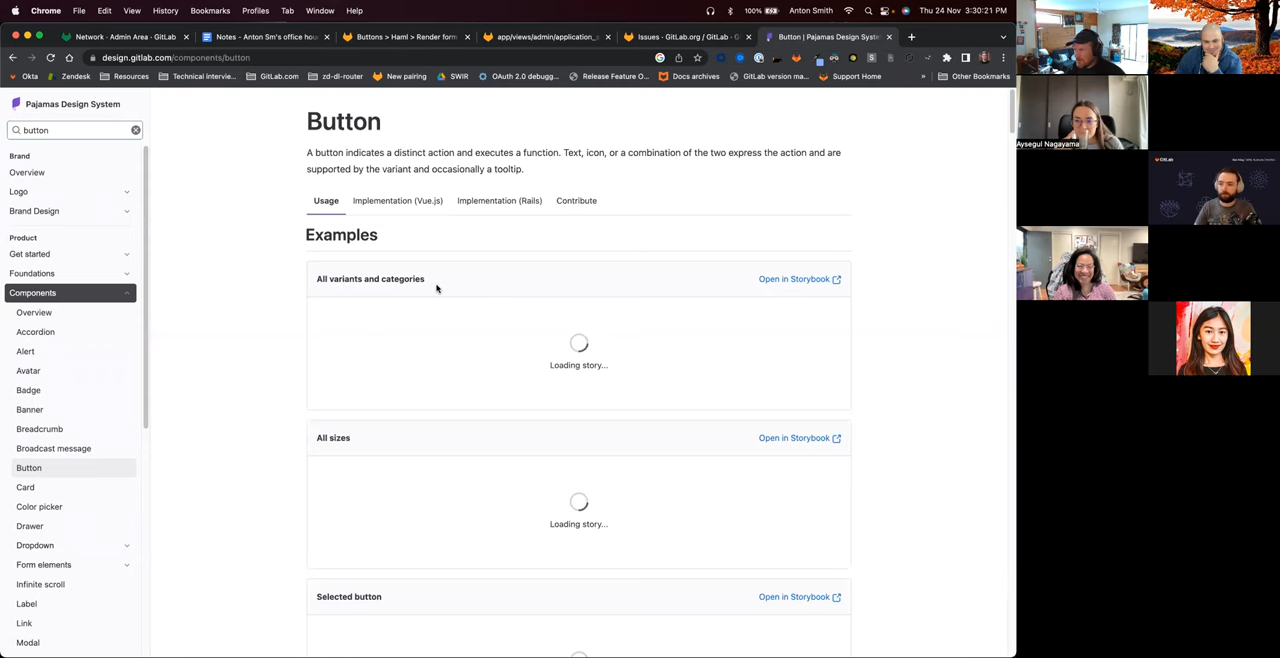 Chrome File Edit View History Bookmarks Profiles Tab Window Help 100% Anton Smith Thu 24 Nov 3:30:21 PM
Network · Admin Area · GitLab
Notes - Anton Sm's office hou
Buttons > Haml > Render form
app/views/admin/application_s
Issues · GitLab.org / GitLab · G
Button | Pajamas Design Syste
design.gitlab.com/components/button
Okta Zendesk Resources Technical Intervie... GitLab.com zd-dl-router New pairing SWIR OAuth 2.0 debugg... Release Feature O... Docs archives GitLab version ma... Support Home » Other Bookmarks
Pajamas Design System
button
Brand
Overview
Logo
Brand Design
Product
Get started
Foundations
Components
Overview
Accordion
Alert
Avatar
Badge
Banner
Breadcrumb
Broadcast message
Button
Card
Color picker
Drawer
Dropdown
Form elements
Infinite scroll
Label
Link
Modal
Button
A button indicates a distinct action and executes a function. Text, icon, or a combination of the two express the action and are
supported by the variant and occasionally a tooltip.
Usage Implementation (Vue.js) Implementation (Rails) Contribute
Examples
All variants and categories Open in Storybook
Loading story...
All sizes Open in Storybook
Loading story...
Selected button Open in Storybook
Aysegul Nagayama
GitLab